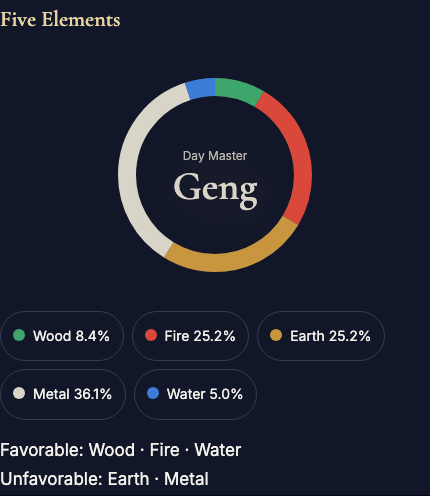 Five Elements
Day Master
Geng
Wood 8.4%
Fire 25.2%
Earth 25.2%
Metal 36.1%
Water 5.0%
Favorable: Wood · Fire · Water
Unfavorable: Earth · Metal